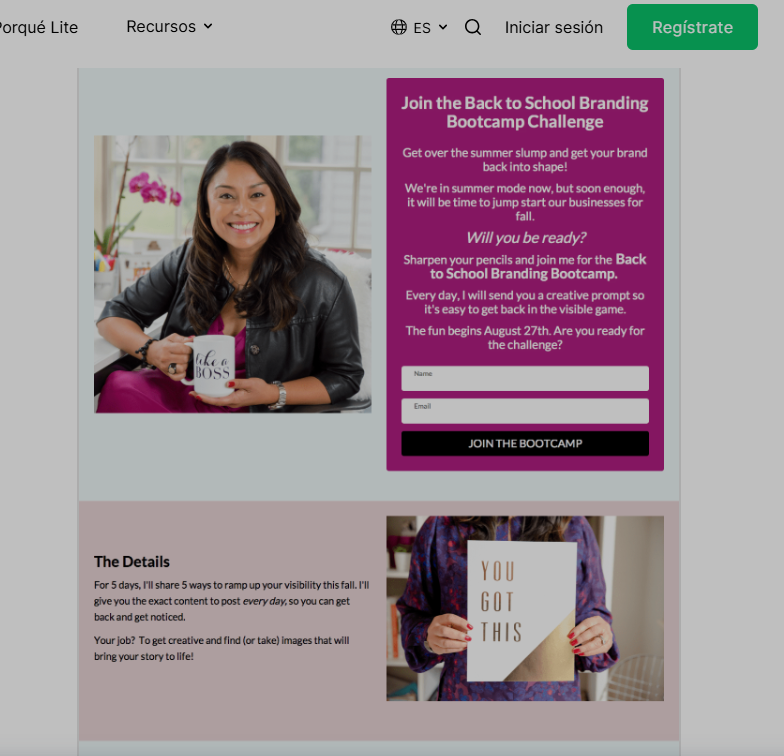 Porqué Lite
Recursos
ES
Iniciar sesión
Regístrate
Join the Back to School Branding
Bootcamp Challenge
Get over the summer slump and get your brand
back into shape!
We're in summer mode now, but soon enough,
it will be time to jump start our businesses for
fall.
Will you be ready?
Sharpen your pencils and join me for the Back
to School Branding Bootcamp.
Every day, I will send you a creative prompt so
it's easy to get back in the visible game.
The fun begins August 27th. Are you ready for
the challenge?
Name
Email
JOIN THE BOOTCAMP
like a
BOSS
The Details
For 5 days, I'll share 5 ways to ramp up your visibility this fall. I'll
give you the exact content to post every day, so you can get
back and get noticed.
Your job? To get creative and find (or take) images that will
bring your story to life!
YOU
GOT
THIS